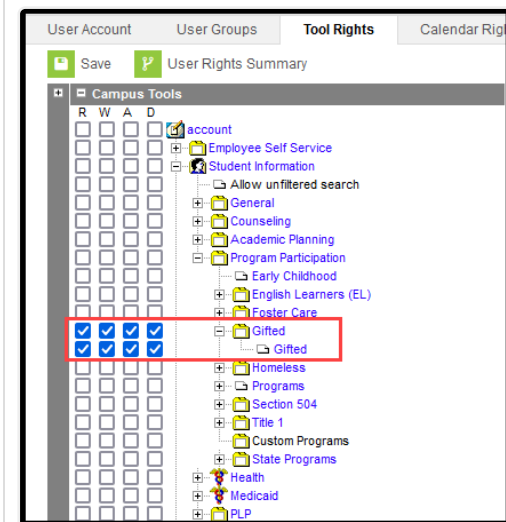 User Account User Groups Tool Rights Calendar Rig
Save User Rights Summary
Campus Tools
R W A D
account
Employee Self Service
Student Information
Allow unfiltered search
General
Counseling
Academic Planning
Program Participation
Early Childhood
English Learners (EL)
Foster Care
Gifted
Gifted
Homeless
Programs
Section 504
Title 1
Custom Programs
State Programs
Health
Medicaid
PLP